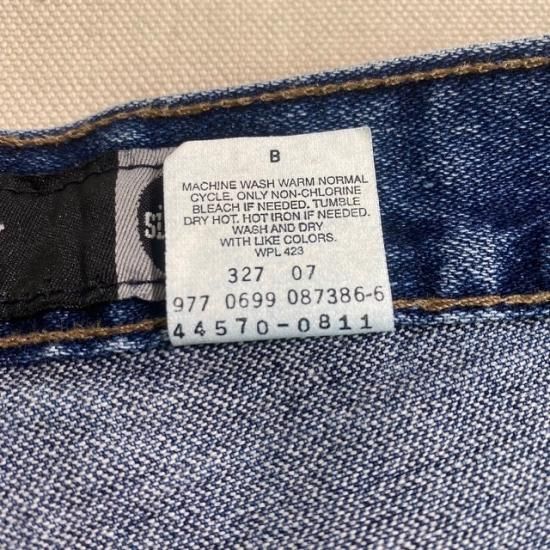 B
MACHINE WASH WARM NORMAL
CYCLE. ONLY NON-CHLORINE
BLEACH IF NEEDED. TUMBLE
DRY HOT. HOT IRON IF NEEDED.
WASH AND DRY
WITH LIKE COLORS.
WPL 423
327 07
977 0699 087386-6
44570-0811